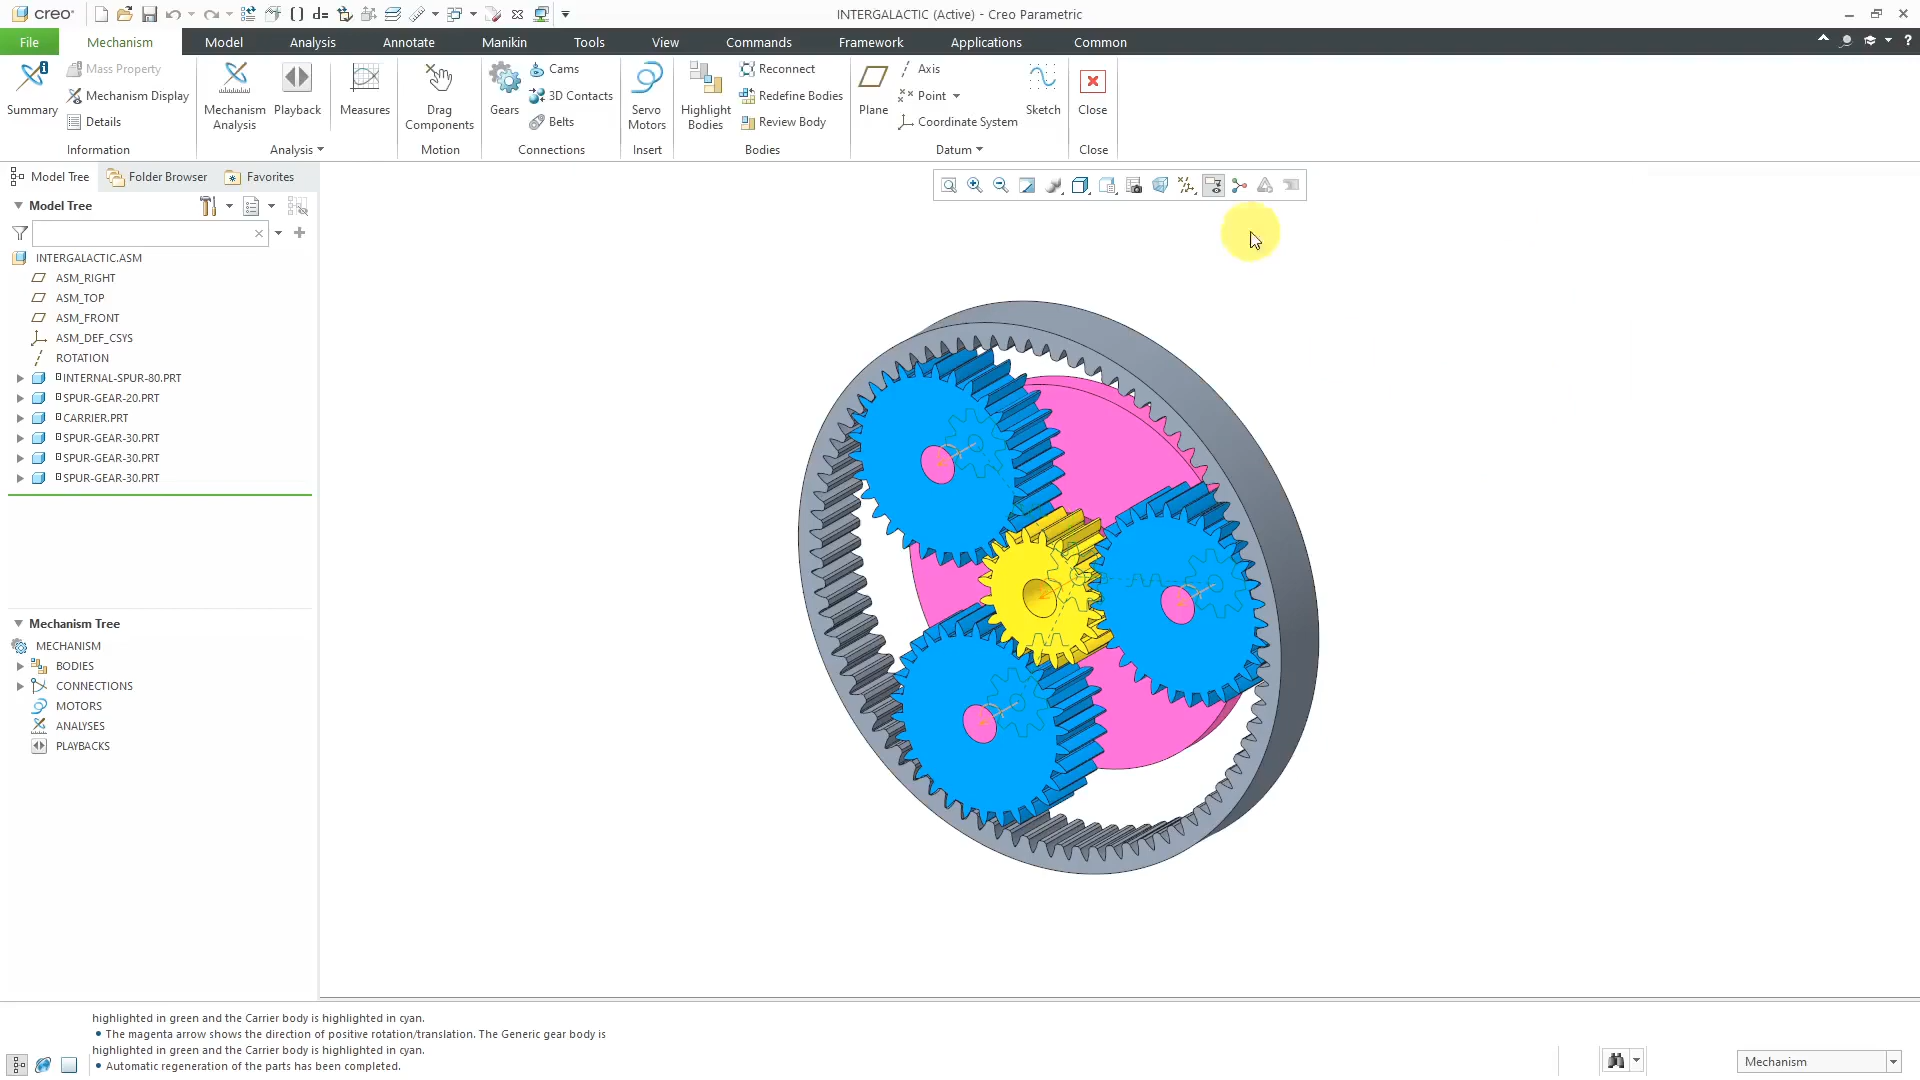 creo
d=
INTERGALACTIC (Active) - Creo Parametric
File
Mechanism
Model
Analysis
Annotate
Manikin
Tools
View
Commands
Framework
Applications
Common
?
Summary
Mass Property
Mechanism Display
Details
Information
Mechanism Analysis
Playback
Measures
Analysis
Drag Components
Motion
Gears
Cams
3D Contacts
Belts
Connections
Servo Motors
Insert
Highlight Bodies
Reconnect
Redefine Bodies
Review Body
Bodies
Plane
Axis
Point
Coordinate System
Sketch
Datum
Close
Close
Model Tree
Folder Browser
Favorites
Model Tree
INTERGALACTIC.ASM
ASM_RIGHT
ASM_TOP
ASM_FRONT
ASM_DEF_CSYS
ROTATION
INTERNAL-SPUR-80.PRT
SPUR-GEAR-20.PRT
CARRIER.PRT
SPUR-GEAR-30.PRT
SPUR-GEAR-30.PRT
SPUR-GEAR-30.PRT
Mechanism Tree
MECHANISM
BODIES
CONNECTIONS
MOTORS
ANALYSES
PLAYBACKS
highlighted in green and the Carrier body is highlighted in cyan.
• The magenta arrow shows the direction of positive rotation/translation. The Generic gear body is
highlighted in green and the Carrier body is highlighted in cyan.
• Automatic regeneration of the parts has been completed.
Mechanism